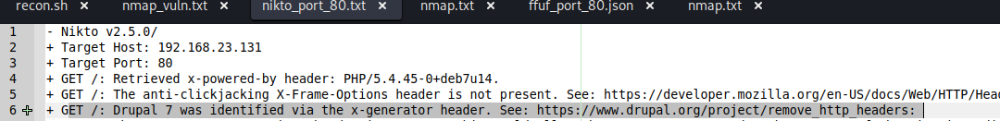 recon.sh × nmap_vuln.txt × nikto_port_80.txt × nmap.txt × ffuf_port_80.json × nmap.txt ×
1 - Nikto v2.5.0/
2 + Target Host: 192.168.23.131
3 + Target Port: 80
4 + GET /: Retrieved x-powered-by header: PHP/5.4.45-0+deb7u14.
5 + GET /: The anti-clickjacking X-Frame-Options header is not present. See: https://developer.mozilla.org/en-US/docs/Web/HTTP/Hea
6 + GET /: Drupal 7 was identified via the x-generator header. See: https://www.drupal.org/project/remove_http_headers: